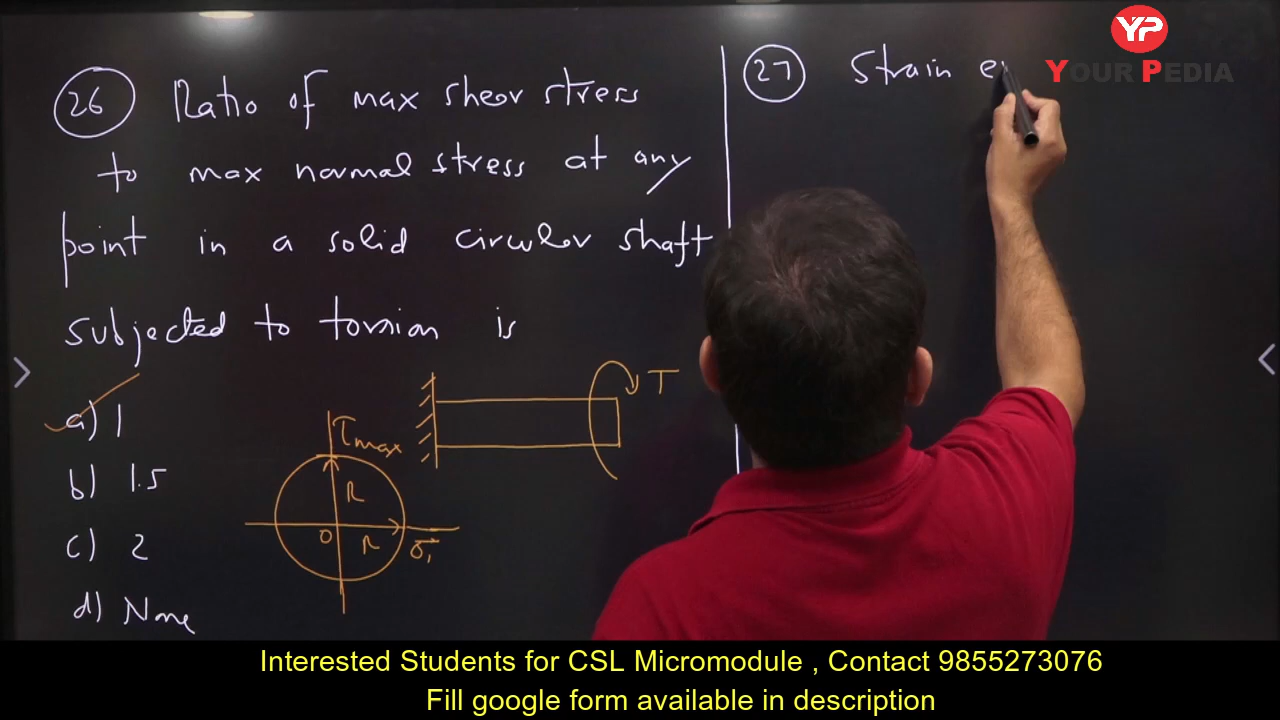 26 Ratio of max shear stress
to max normal stress at any
point in a solid circular shaft
subjected to torsion is
a) 1
b) 1.5
c) 2
d) None
τmax
R
O
R
σ1
T
27 Strain en
YP
YOUR PEDIA
Interested Students for CSL Micromodule , Contact 9855273076
Fill google form available in description